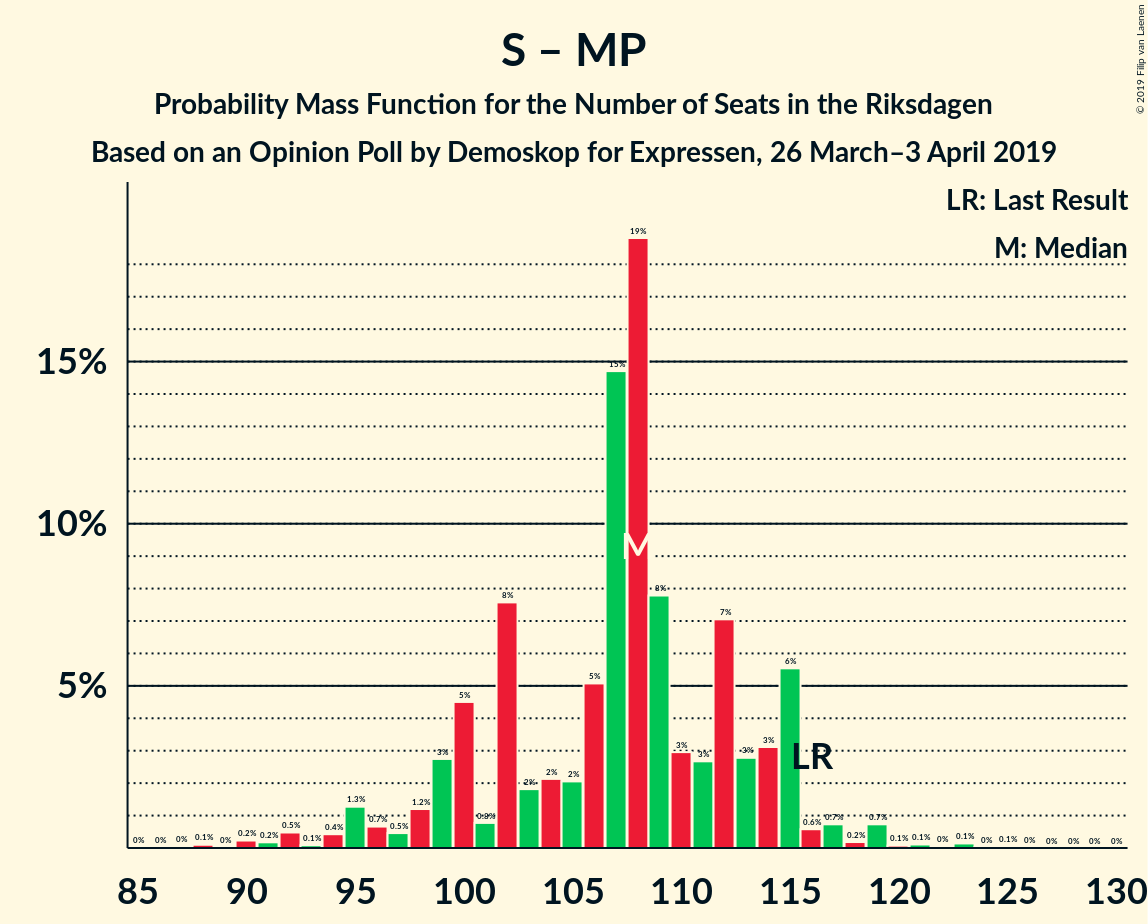 S – MP
Probability Mass Function for the Number of Seats in the Riksdagen
Based on an Opinion Poll by Demoskop for Expressen, 26 March–3 April 2019
© 2019 Filip van Laenen
LR: Last Result
M: Median
15%
10%
5%
0% 0% 0% 0.1% 0% 0.2% 0.2% 0.5% 0.1% 0.4% 1.3% 0.7% 0.5% 1.2% 3% 5% 0.8% 8% 2% 2% 2% 5% 15% 19% 8% 3% 3% 7% 3% 3% 6% 0.6% 0.7% 0.2% 0.7% 0.1% 0.1% 0% 0.1% 0% 0.1% 0% 0% 0% 0% 0%
M
LR
85 90 95 100 105 110 115 120 125 130